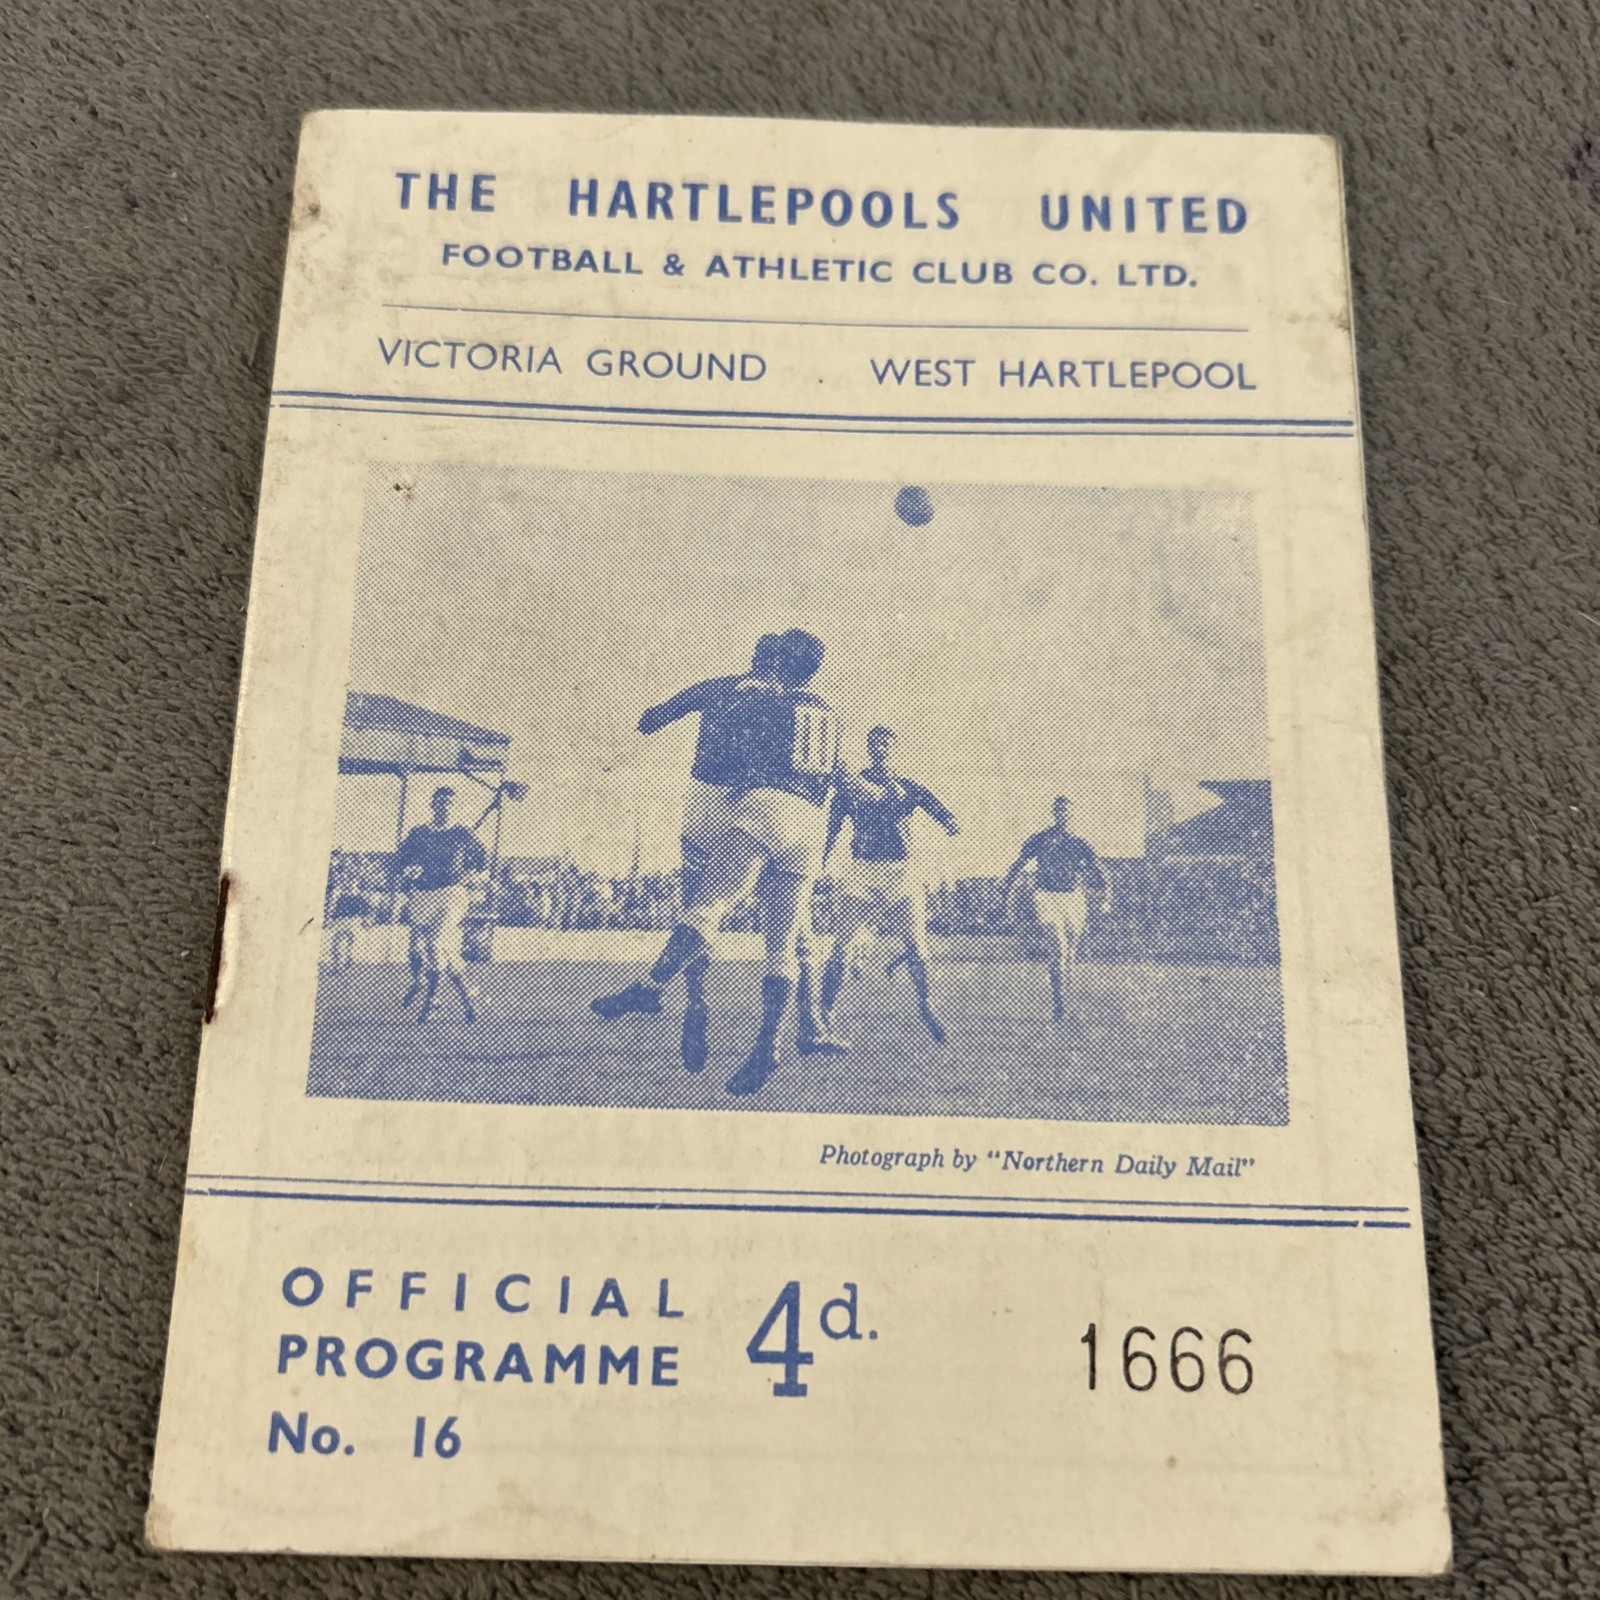 THE HARTLEPOOLS UNITED
FOOTBALL & ATHLETIC CLUB CO. LTD.
VICTORIA GROUND . WEST HARTLEPOOL
Photograph by "Northern Daily Mail"
OFFICIAL
PROGRAMME
4d.
1666
No. 16